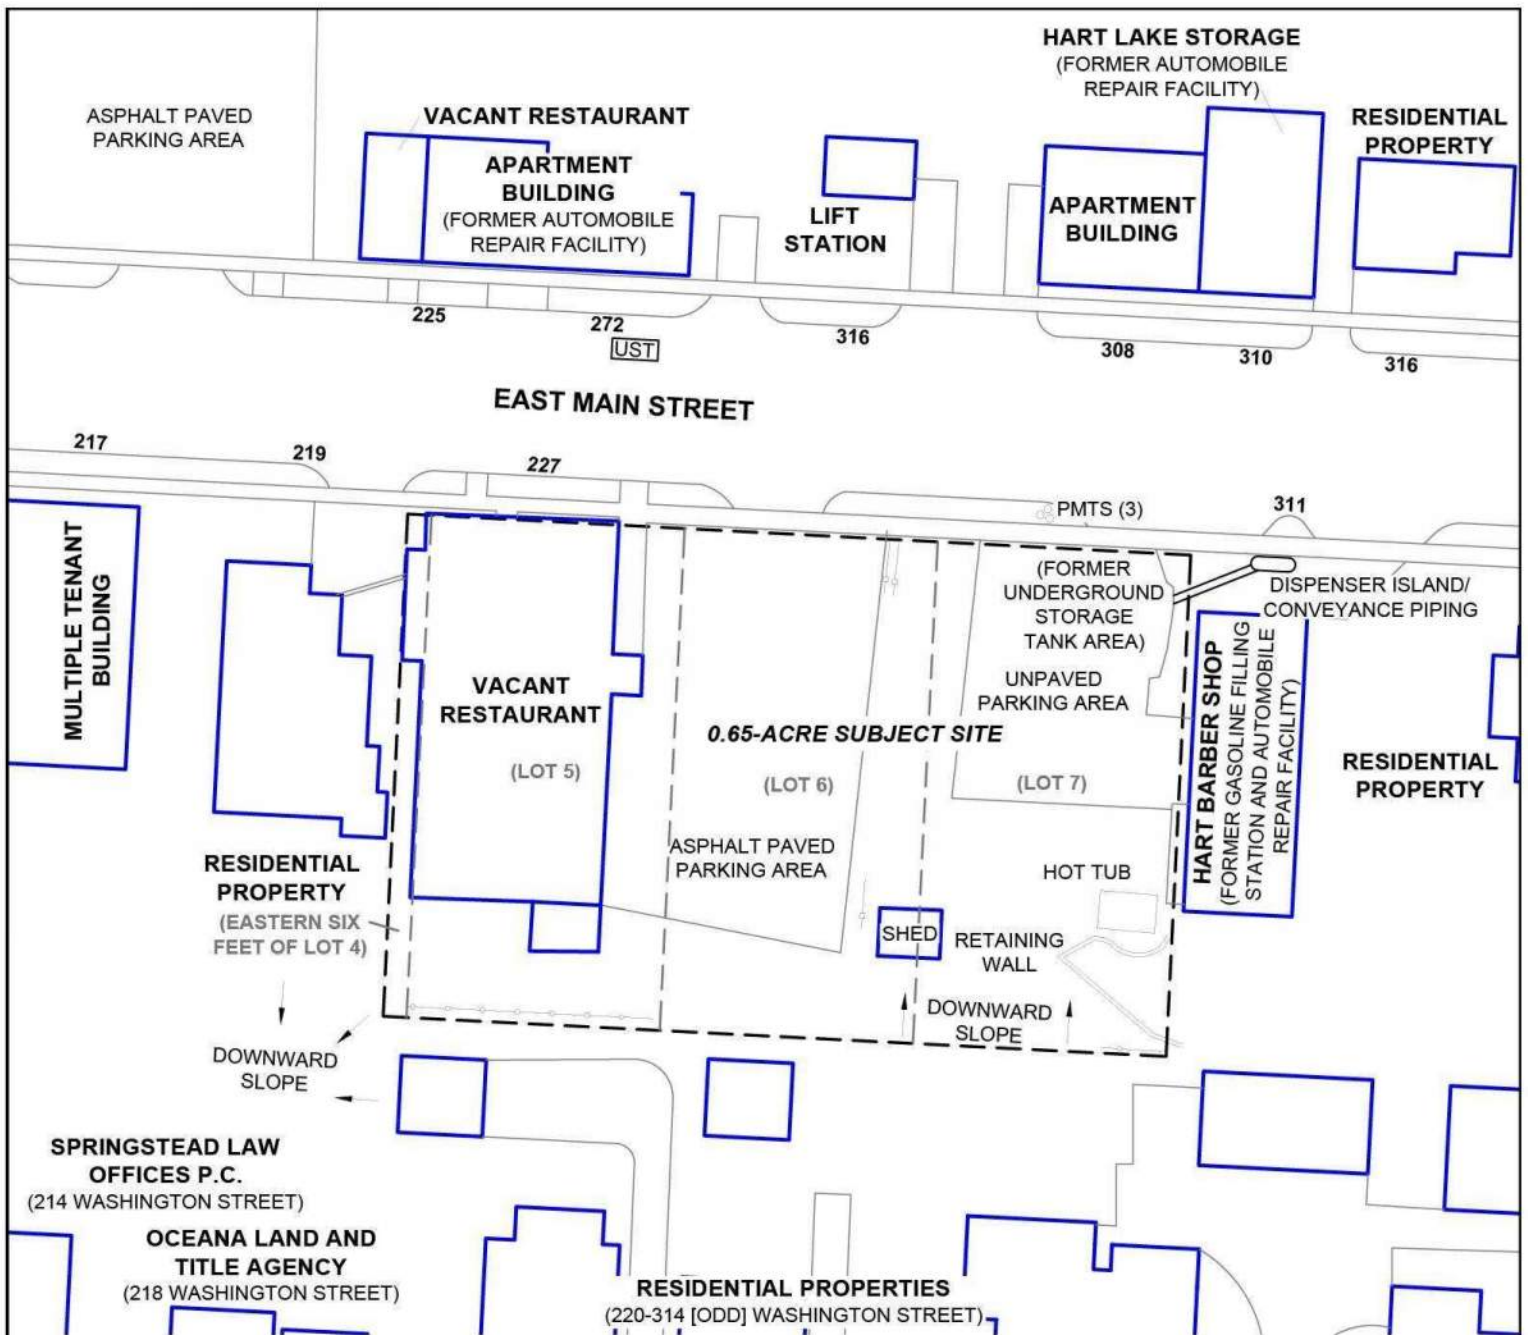 HART LAKE STORAGE
(FORMER AUTOMOBILE
REPAIR FACILITY)
ASPHALT PAVED
PARKING AREA
VACANT RESTAURANT
RESIDENTIAL
PROPERTY
APARTMENT
BUILDING
(FORMER AUTOMOBILE
REPAIR FACILITY)
LIFT
STATION
APARTMENT
BUILDING
225
272
316
308
310
316
UST
EAST MAIN STREET
217
219
227
PMTS (3)
311
MULTIPLE TENANT
BUILDING
(FORMER
UNDERGROUND
STORAGE
TANK AREA)
DISPENSER ISLAND/
CONVEYANCE PIPING
UNPAVED
PARKING AREA
VACANT
RESTAURANT
0.65-ACRE SUBJECT SITE
(LOT 5)
(LOT 6)
(LOT 7)
HART BARBER SHOP
(FORMER GASOLINE FILLING
STATION AND AUTOMOBILE
REPAIR FACILITY)
RESIDENTIAL
PROPERTY
ASPHALT PAVED
PARKING AREA
RESIDENTIAL
PROPERTY
(EASTERN SIX
FEET OF LOT 4)
HOT TUB
SHED
RETAINING
WALL
DOWNWARD
SLOPE
DOWNWARD
SLOPE
SPRINGSTEAD LAW
OFFICES P.C.
(214 WASHINGTON STREET)
OCEANA LAND AND
TITLE AGENCY
(218 WASHINGTON STREET)
RESIDENTIAL PROPERTIES
(220-314 [ODD] WASHINGTON STREET)